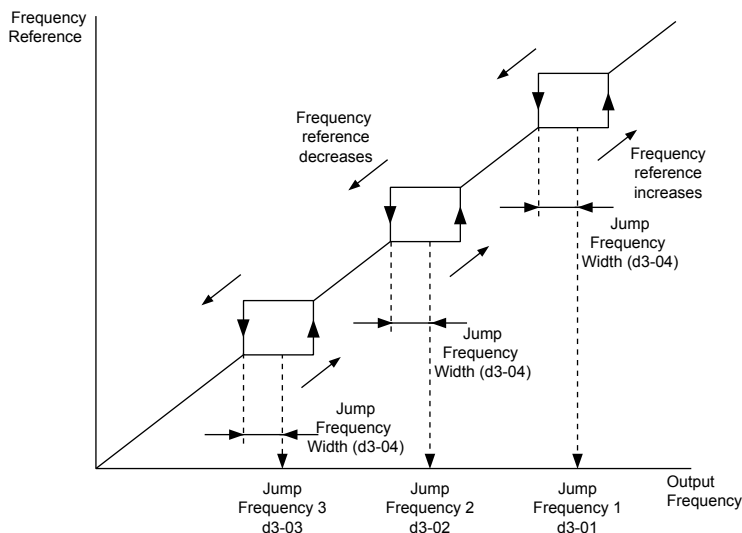 Frequency
Reference
Frequency
reference
decreases
Frequency
reference
increases
Jump
Frequency
Width (d3-04)
Jump
Frequency
Width (d3-04)
Jump
Frequency
Width (d3-04)
Output
Frequency
Jump
Frequency 3
d3-03
Jump
Frequency 2
d3-02
Jump
Frequency 1
d3-01